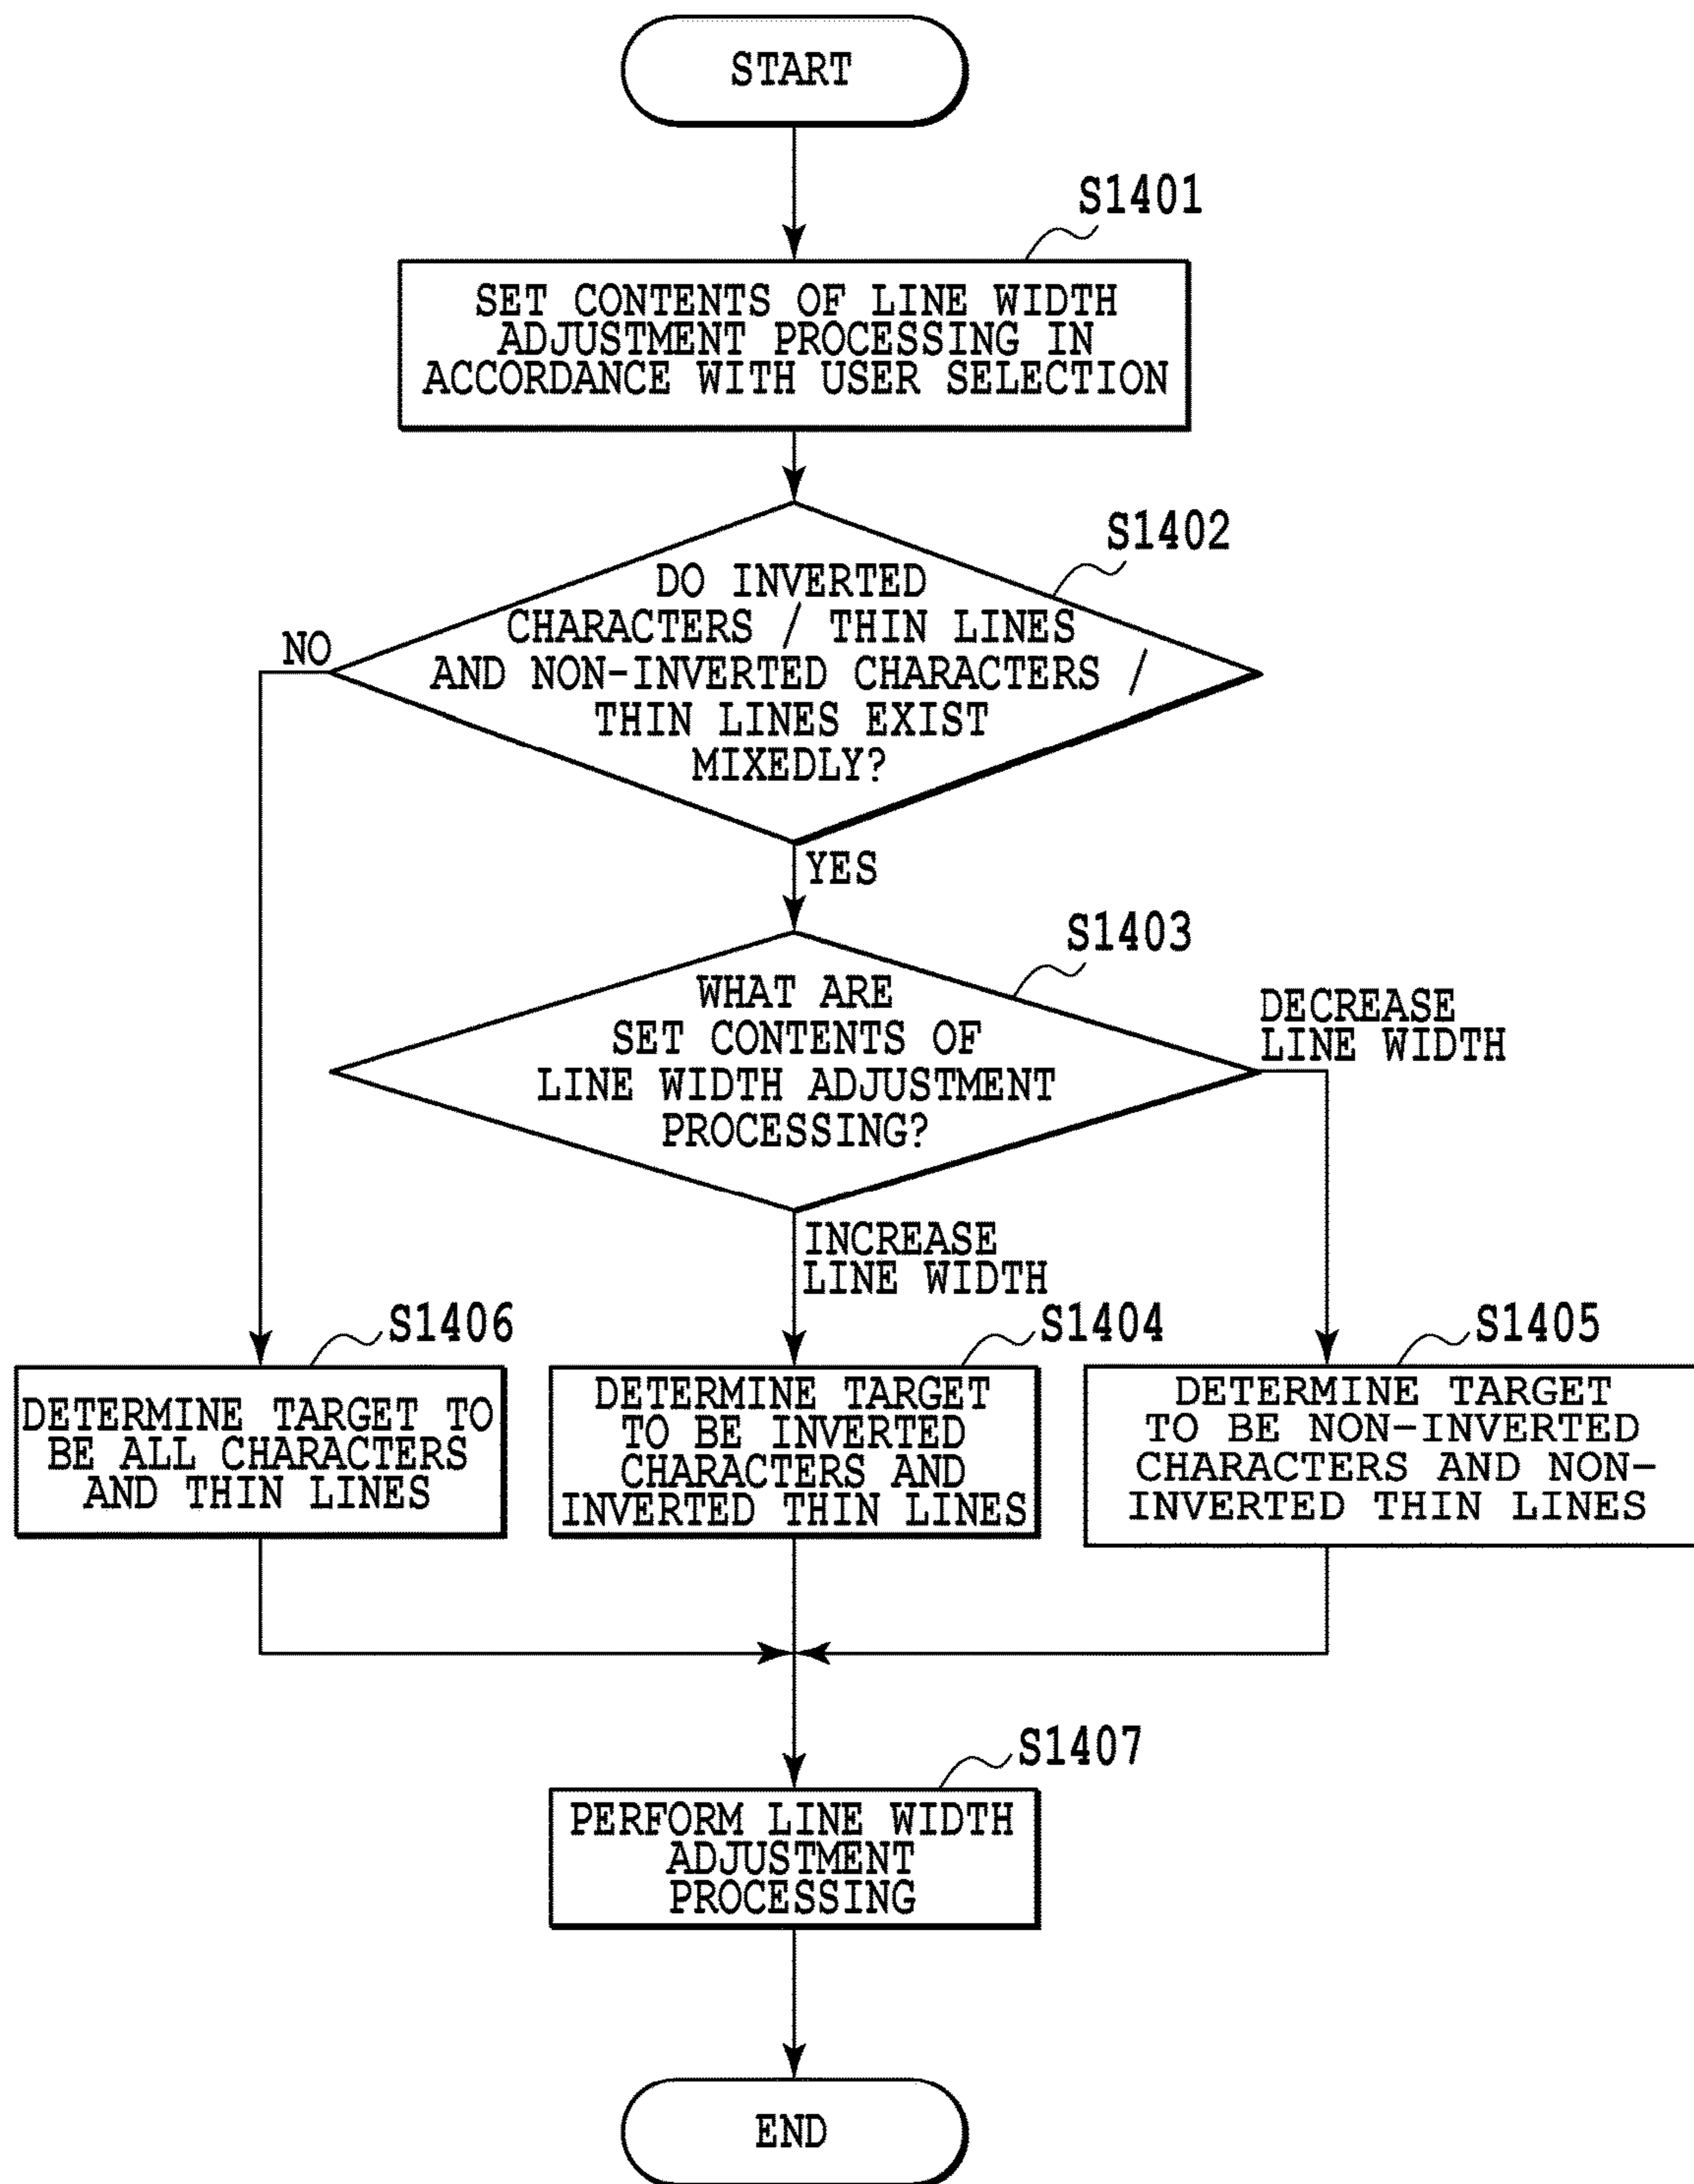 START
S1401
SET CONTENTS OF LINE WIDTH
ADJUSTMENT PROCESSING IN
ACCORDANCE WITH USER SELECTION
S1402
DO INVERTED
CHARACTERS / THIN LINES
AND NON-INVERTED CHARACTERS /
THIN LINES EXIST
MIXEDLY?
NO
YES
S1403
WHAT ARE
SET CONTENTS OF
LINE WIDTH ADJUSTMENT
PROCESSING?
DECREASE
LINE WIDTH
INCREASE
LINE WIDTH
S1406
DETERMINE TARGET TO
BE ALL CHARACTERS
AND THIN LINES
S1404
DETERMINE TARGET
TO BE INVERTED
CHARACTERS AND
INVERTED THIN LINES
S1405
DETERMINE TARGET
TO BE NON-INVERTED
CHARACTERS AND NON-
INVERTED THIN LINES
S1407
PERFORM LINE WIDTH
ADJUSTMENT
PROCESSING
END